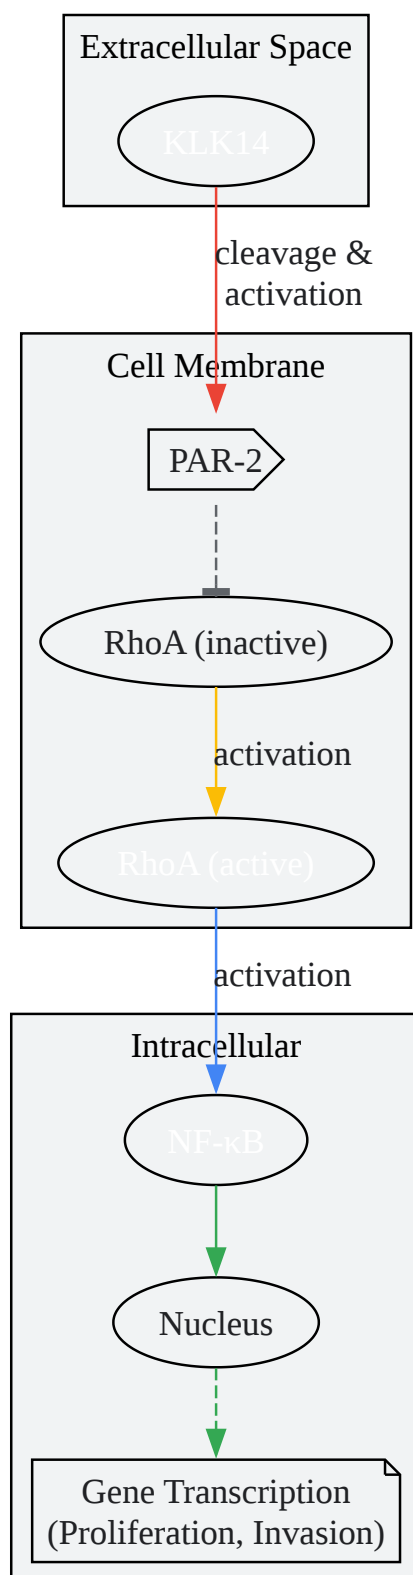 Extracellular Space
KLK14
cleavage &
activation
Cell Membrane
PAR-2
RhoA (inactive)
activation
RhoA (active)
activation
Intracellular
NF-κB
Nucleus
Gene Transcription
(Proliferation, Invasion)